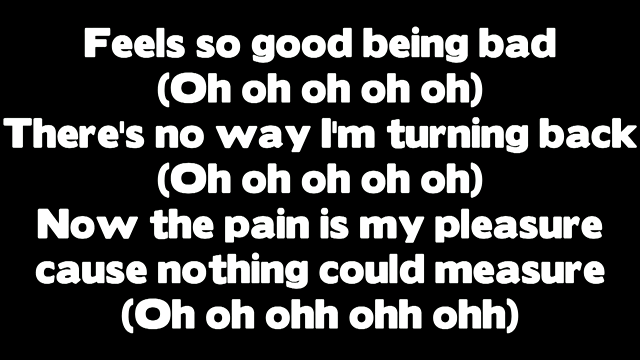 Feels so good being bad
(Oh oh oh oh oh)
There's no way I'm turning back
(Oh oh oh oh oh)
Now the pain is my pleasure
cause nothing could measure
(Oh oh ohh ohh ohh)